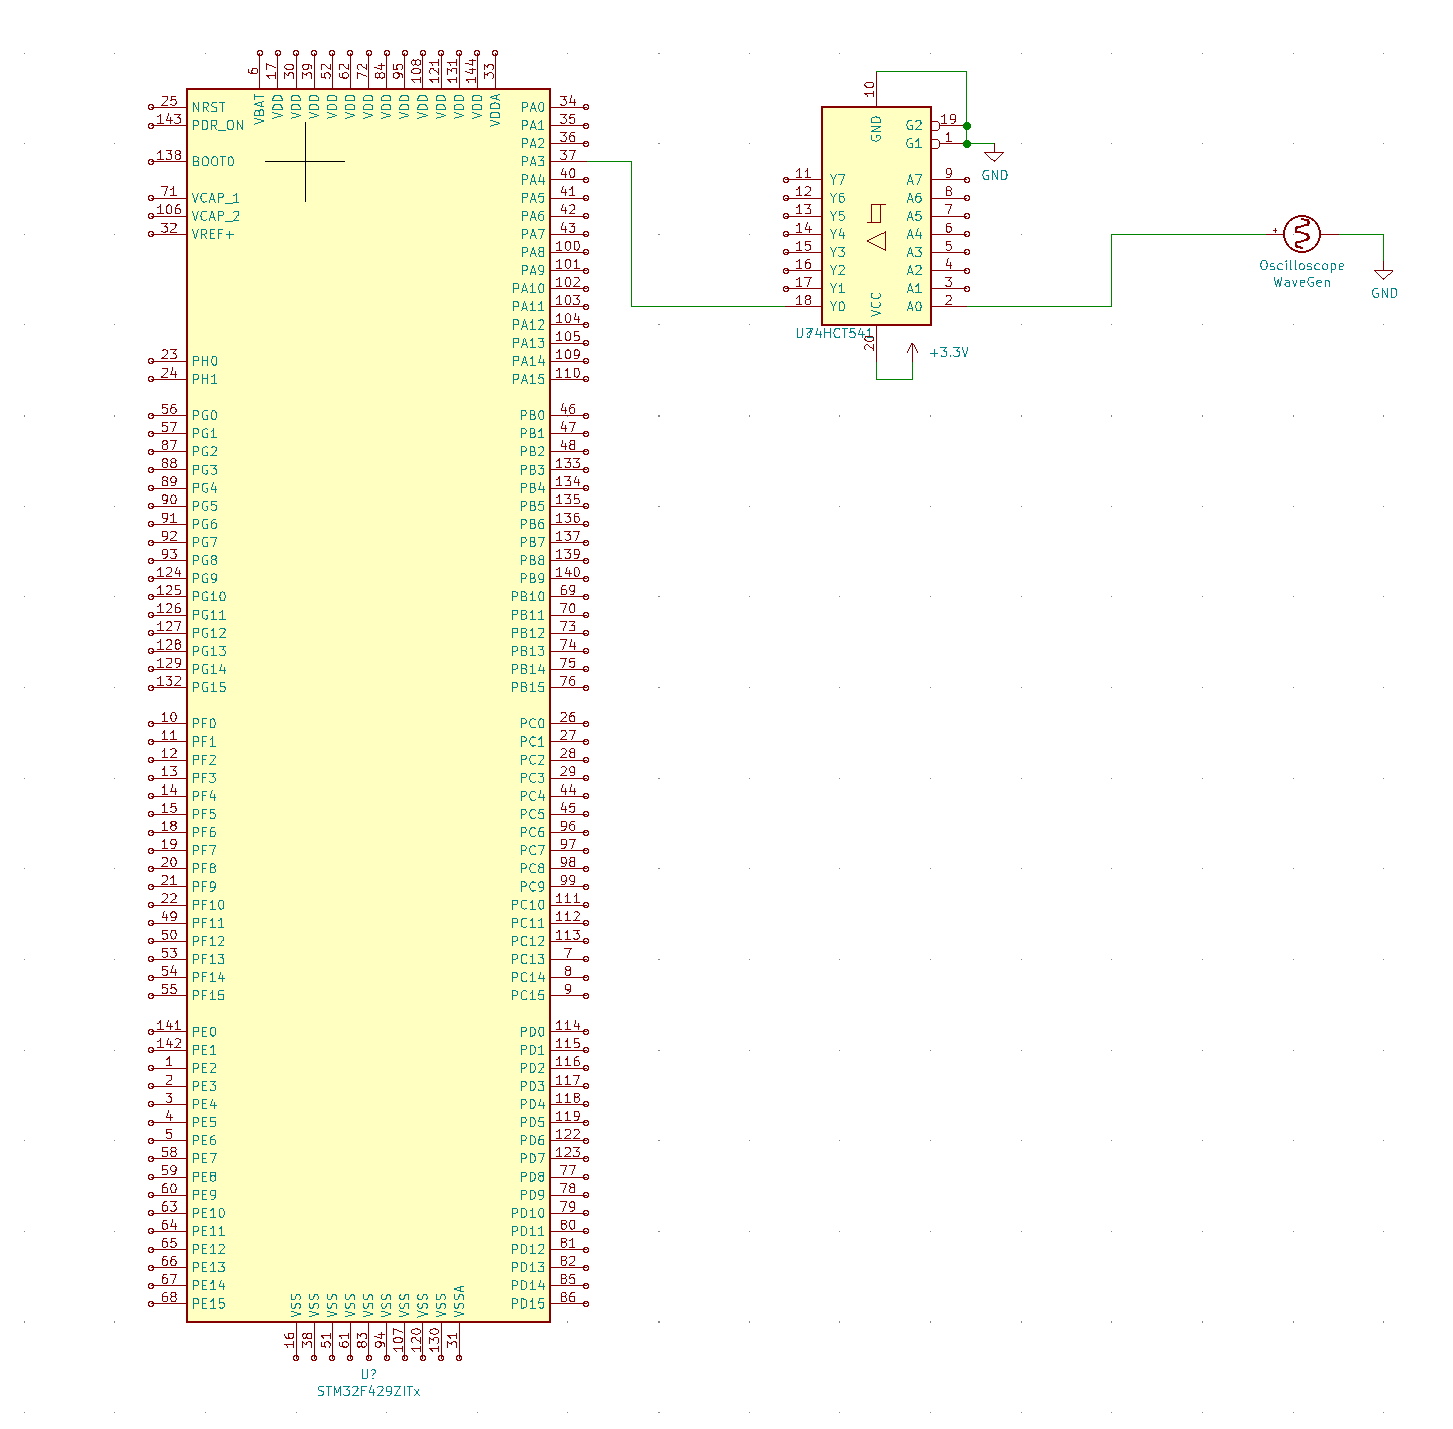 6 17 30 39 52 62 72 84 95 108 121 131 144 33
VBAT VDD VDD VDD VDD VDD VDD VDD VDD VDD VDD VDD VDD VDDA
25 NRST PA0 34
143 PDR_ON PA1 35
PA2 36
138 BOOT0 PA3 37
PA4 40
71 VCAP_1 PA5 41
106 VCAP_2 PA6 42
32 VREF+ PA7 43
PA8 100
PA9 101
PA10 102
PA11 103
PA12 104
PA13 105
23 PH0 PA14 109
24 PH1 PA15 110
56 PG0 PB0 46
57 PG1 PB1 47
87 PG2 PB2 48
88 PG3 PB3 133
89 PG4 PB4 134
90 PG5 PB5 135
91 PG6 PB6 136
92 PG7 PB7 137
93 PG8 PB8 139
124 PG9 PB9 140
125 PG10 PB10 69
126 PG11 PB11 70
127 PG12 PB12 73
128 PG13 PB13 74
129 PG14 PB14 75
132 PG15 PB15 76
10 PF0 PC0 26
11 PF1 PC1 27
12 PF2 PC2 28
13 PF3 PC3 29
14 PF4 PC4 44
15 PF5 PC5 45
18 PF6 PC6 96
19 PF7 PC7 97
20 PF8 PC8 98
21 PF9 PC9 99
22 PF10 PC10 111
49 PF11 PC11 112
50 PF12 PC12 113
53 PF13 PC13 7
54 PF14 PC14 8
55 PF15 PC15 9
141 PE0 PD0 114
142 PE1 PD1 115
1 PE2 PD2 116
2 PE3 PD3 117
3 PE4 PD4 118
4 PE5 PD5 119
5 PE6 PD6 122
58 PE7 PD7 123
59 PE8 PD8 77
60 PE9 PD9 78
63 PE10 PD10 79
64 PE11 PD11 80
65 PE12 PD12 81
66 PE13 PD13 82
67 PE14 PD14 85
68 PE15 PD15 86
VSS VSS VSS VSS VSS VSS VSS VSS VSS VSSA
16 38 51 61 83 94 107 120 130 31
U?
STM32F429ZITx
10
GND
G2 19
G1 1
GND
11 Y7 A7 9
12 Y6 A6 8
13 Y5 A5 7
14 Y4 A4 6
15 Y3 A3 5
16 Y2 A2 4
17 Y1 A1 3
18 Y0 A0 2
VCC
20
U?
74HCT541
+3.3V
+
Oscilloscope
WaveGen
GND